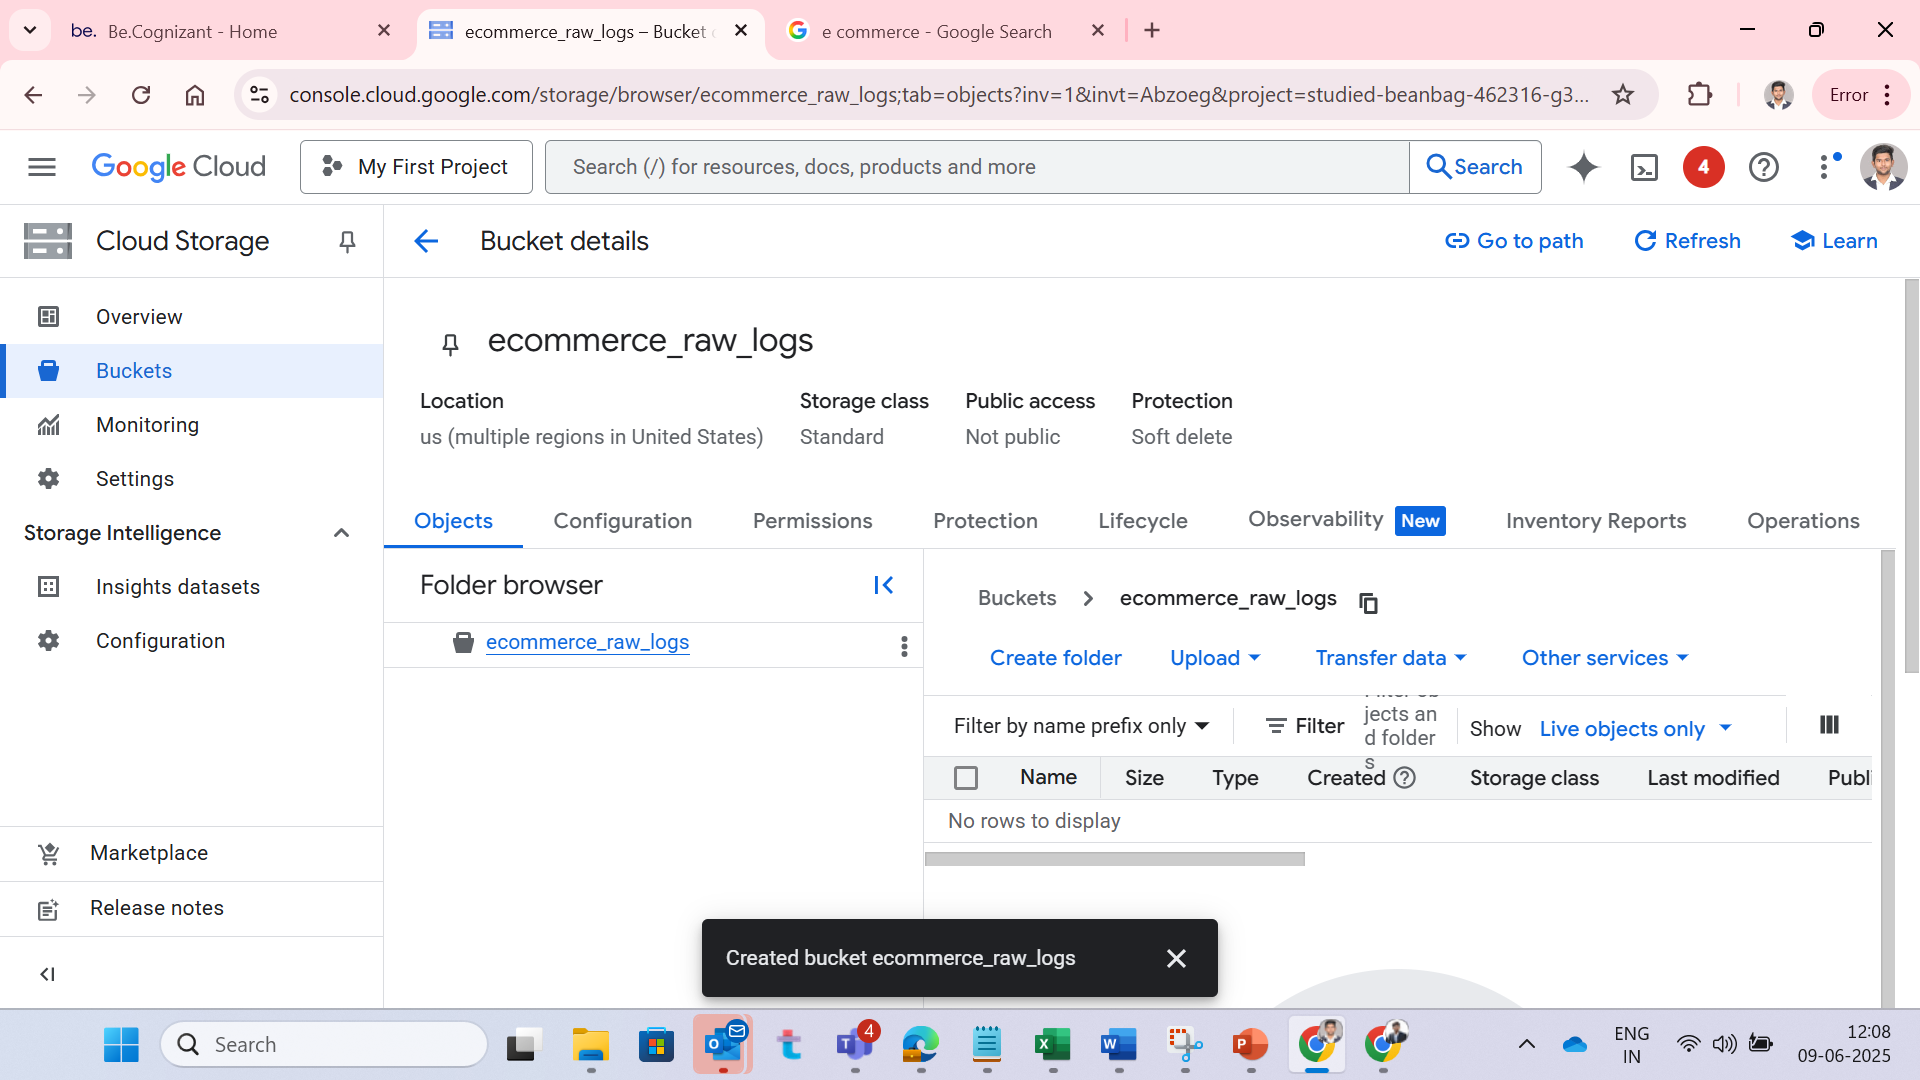 be. Be.Cognizant - Home
ecommerce_raw_logs – Bucket
e commerce - Google Search
console.cloud.google.com/storage/browser/ecommerce_raw_logs;tab=objects?inv=1&invt=Abzoeg&project=studied-beanbag-462316-g3...
Error
Google Cloud
My First Project
Search (/) for resources, docs, products and more
Search
4
Cloud Storage
Bucket details
Go to path
Refresh
Learn
Overview
Buckets
Monitoring
Settings
Storage Intelligence
Insights datasets
Configuration
Marketplace
Release notes
ecommerce_raw_logs
Location Storage class Public access Protection
us (multiple regions in United States) Standard Not public Soft delete
Objects Configuration Permissions Protection Lifecycle Observability New Inventory Reports Operations
Folder browser
ecommerce_raw_logs
Buckets ecommerce_raw_logs
Create folder Upload Transfer data Other services
Filter by name prefix only
Filter
Filter ob
jects an
d folder
s
Show Live objects only
Name Size Type Created Storage class Last modified Publi
No rows to display
Created bucket ecommerce_raw_logs
Search
4
ENG
IN
12:08
09-06-2025